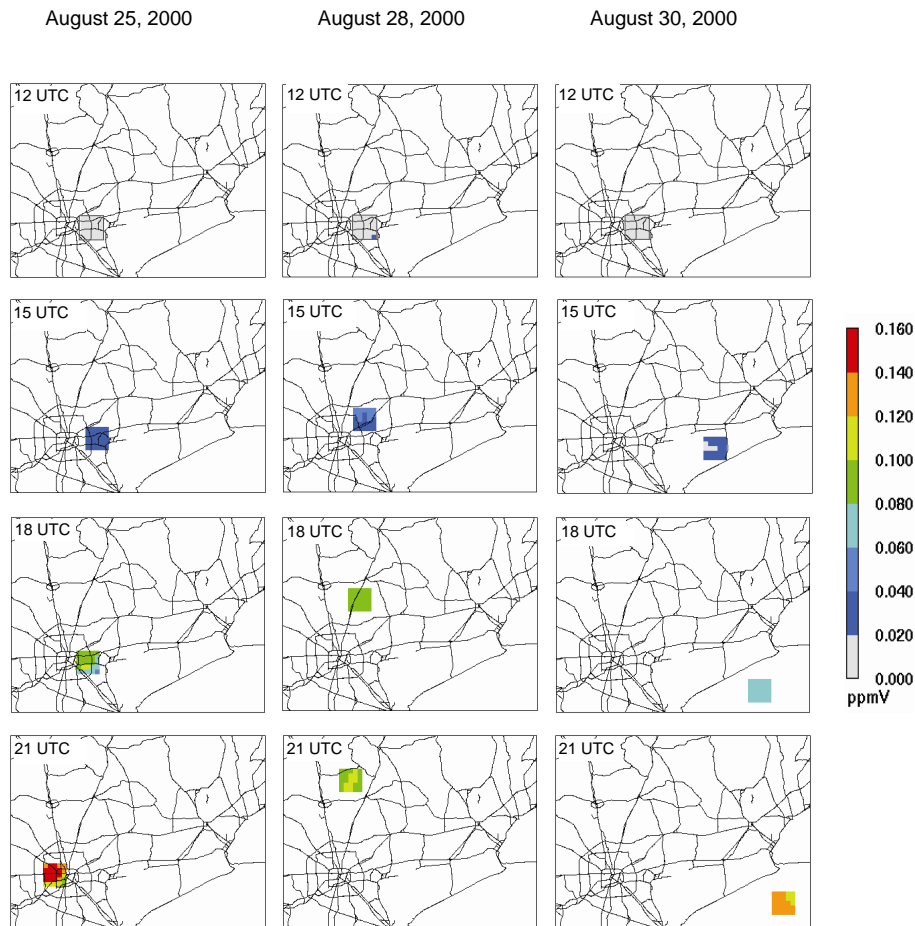 August 25, 2000
August 28, 2000
August 30, 2000
12 UTC
12 UTC
12 UTC
15 UTC
15 UTC
15 UTC
0.160
0.140
0.120
0.100
0.080
0.060
0.040
0.020
0.000
ppmV
18 UTC
18 UTC
18 UTC
21 UTC
21 UTC
21 UTC